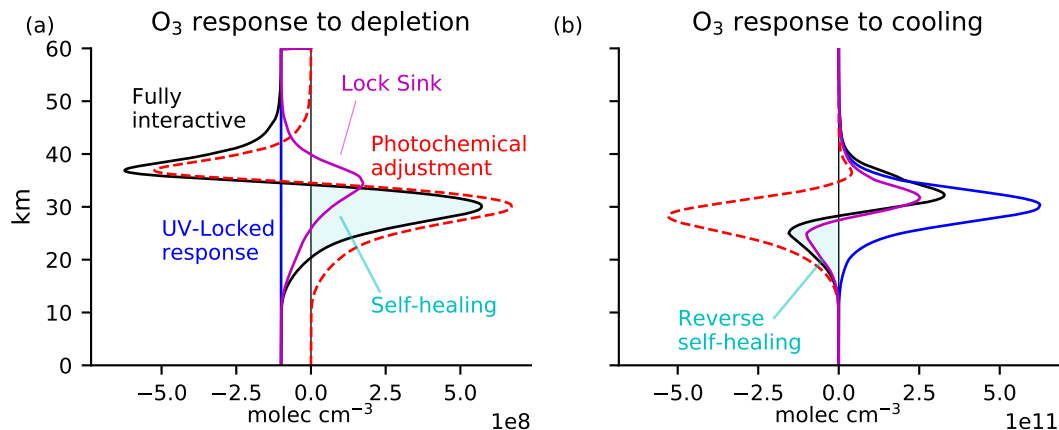 (a)
O₃ response to depletion
60
50
40
30
20
10
0
km
Fully
interactive
Lock Sink
Photochemical
adjustment
UV-Locked
response
Self-healing
−5.0
−2.5
0.0
2.5
5.0
molec cm⁻³
1e8
(b)
O₃ response to cooling
Reverse
self-healing
−5.0
−2.5
0.0
2.5
5.0
molec cm⁻³
1e11